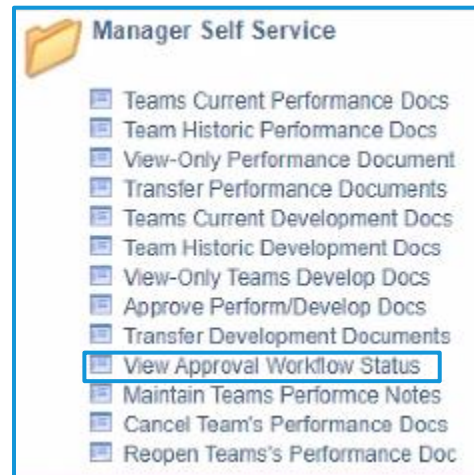 Manager Self Service
Teams Current Performance Docs
Team Historic Performance Docs
View-Only Performance Document
Transfer Performance Documents
Teams Current Development Docs
Team Historic Development Docs
View-Only Teams Develop Docs
Approve Perform/Develop Docs
Transfer Development Documents
View Approval Workflow Status
Maintain Teams Performce Notes
Cancel Team's Performance Docs
Reopen Teams's Performance Doc